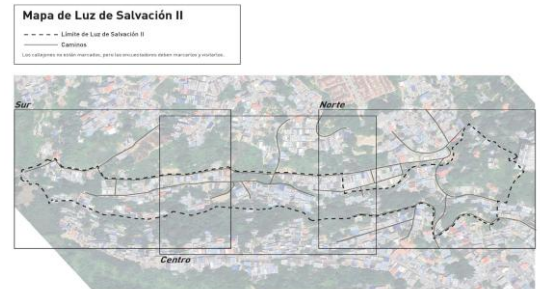 Mapa de Luz de Salvación II
Límite de Luz de Salvación II
Caminos
Los callejones no están marcados, pero los encuestadores deben marcarlos y visitarlos.
Sur
Norte
Centro